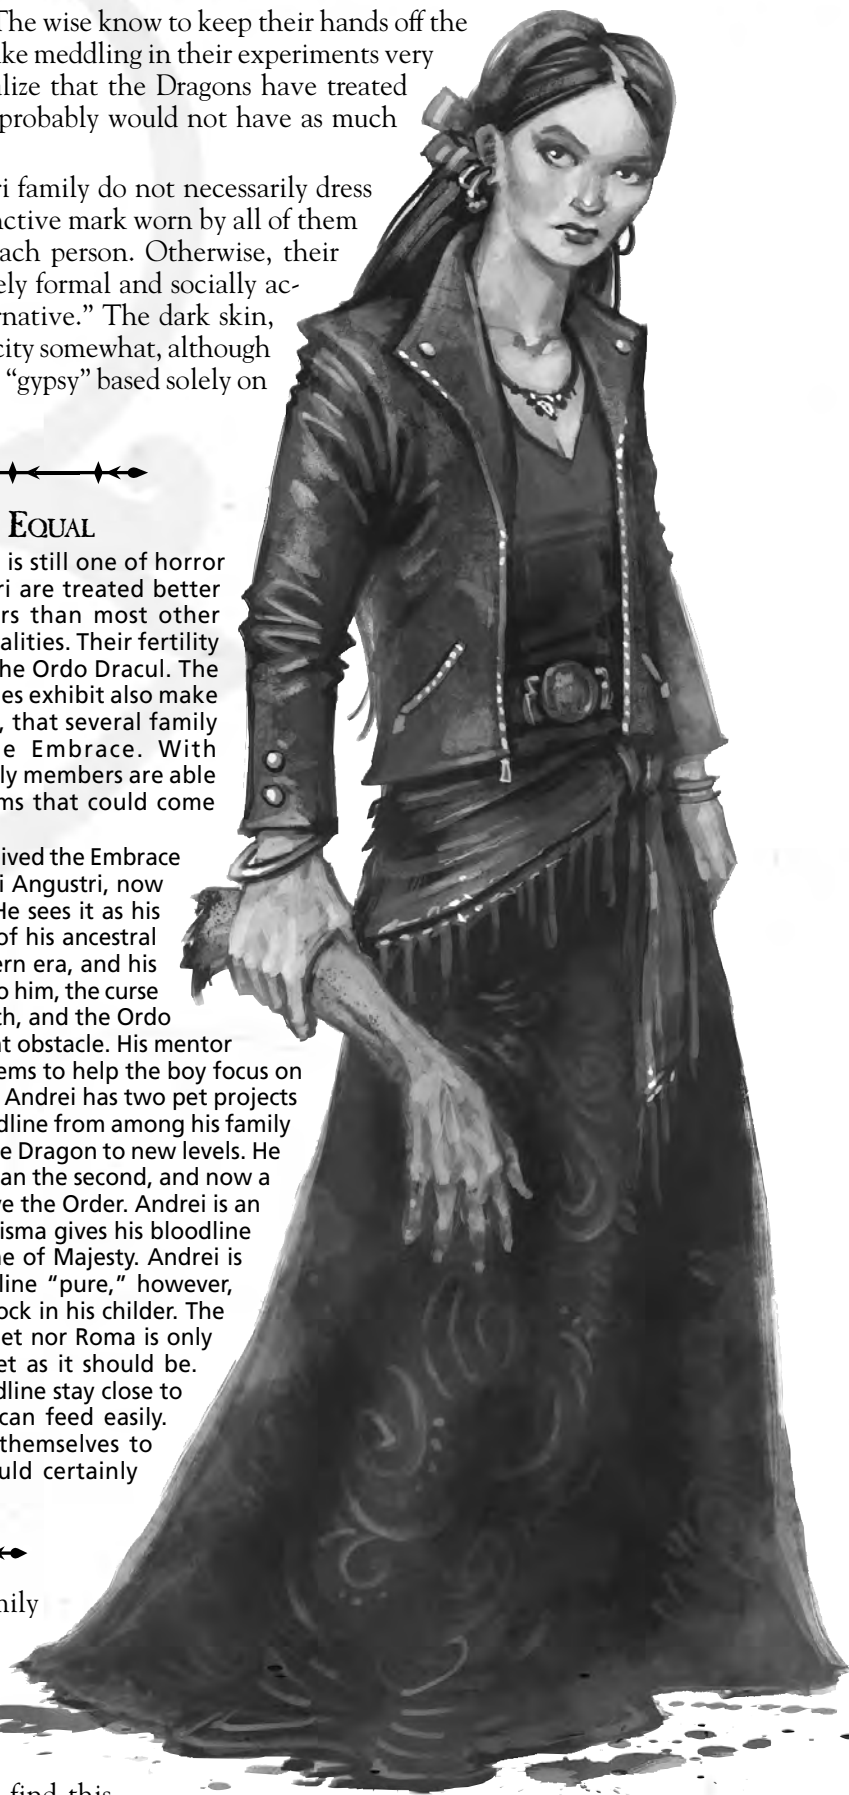 The wise know to keep their hands off the
ke meddling in their experiments very
lize that the Dragons have treated
probably would not have as much
ri family do not necessarily dress
nctive mark worn by all of them
ach person. Otherwise, their
ely formal and socially ac-
rnative.” The dark skin,
city somewhat, although
“gypsy” based solely on
EQUAL
is still one of horror
ri are treated better
rs than most other
alities. Their fertility
he Ordo Dracul. The
es exhibit also make
, that several family
e Embrace. With
ly members are able
ms that could come
ived the Embrace
i Angustri, now
He sees it as his
of his ancestral
ern era, and his
o him, the curse
th, and the Ordo
nt obstacle. His mentor
eems to help the boy focus on
Andrei has two pet projects
dline from among his family
e Dragon to new levels. He
an the second, and now a
ve the Order. Andrei is an
isma gives his bloodline
ne of Majesty. Andrei is
line “pure,” however,
ock in his childer. The
et nor Roma is only
et as it should be.
dline stay close to
can feed easily.
themselves to
uld certainly
mily
find this